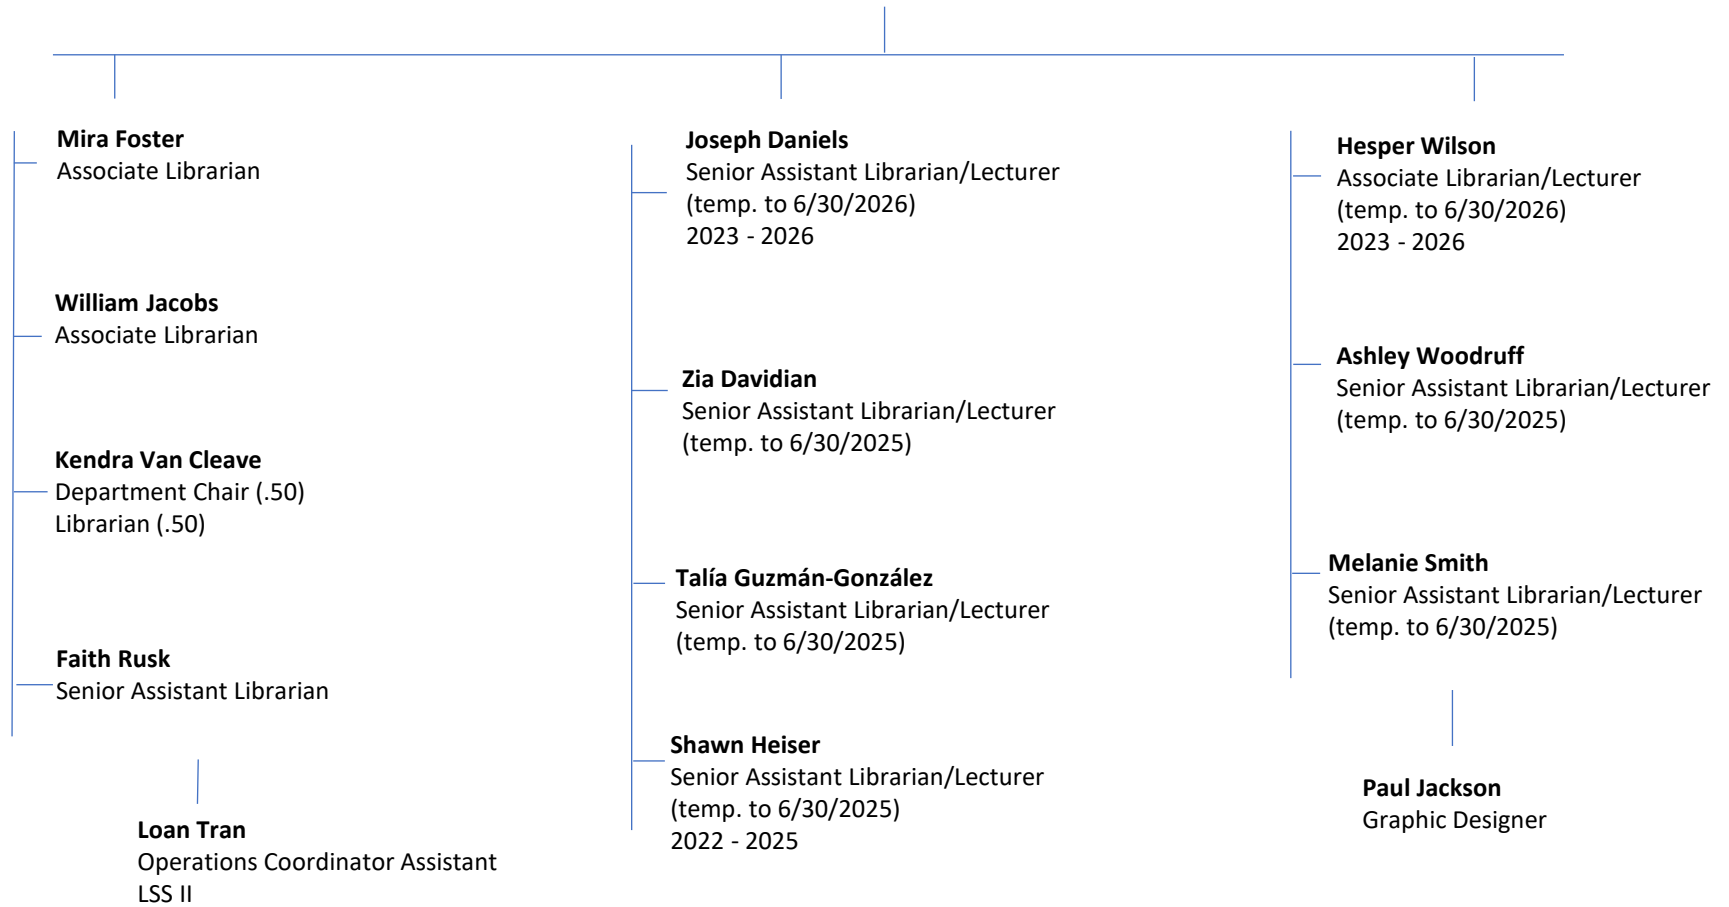 Mira Foster
Associate Librarian
William Jacobs
Associate Librarian
Kendra Van Cleave
Department Chair (.50)
Librarian (.50)
Faith Rusk
Senior Assistant Librarian
Loan Tran
Operations Coordinator Assistant
LSS II
Joseph Daniels
Senior Assistant Librarian/Lecturer
(temp. to 6/30/2026)
2023 - 2026
Zia Davidian
Senior Assistant Librarian/Lecturer
(temp. to 6/30/2025)
Talía Guzmán-González
Senior Assistant Librarian/Lecturer
(temp. to 6/30/2025)
Shawn Heiser
Senior Assistant Librarian/Lecturer
(temp. to 6/30/2025)
2022 - 2025
Hesper Wilson
Associate Librarian/Lecturer
(temp. to 6/30/2026)
2023 - 2026
Ashley Woodruff
Senior Assistant Librarian/Lecturer
(temp. to 6/30/2025)
Melanie Smith
Senior Assistant Librarian/Lecturer
(temp. to 6/30/2025)
Paul Jackson
Graphic Designer